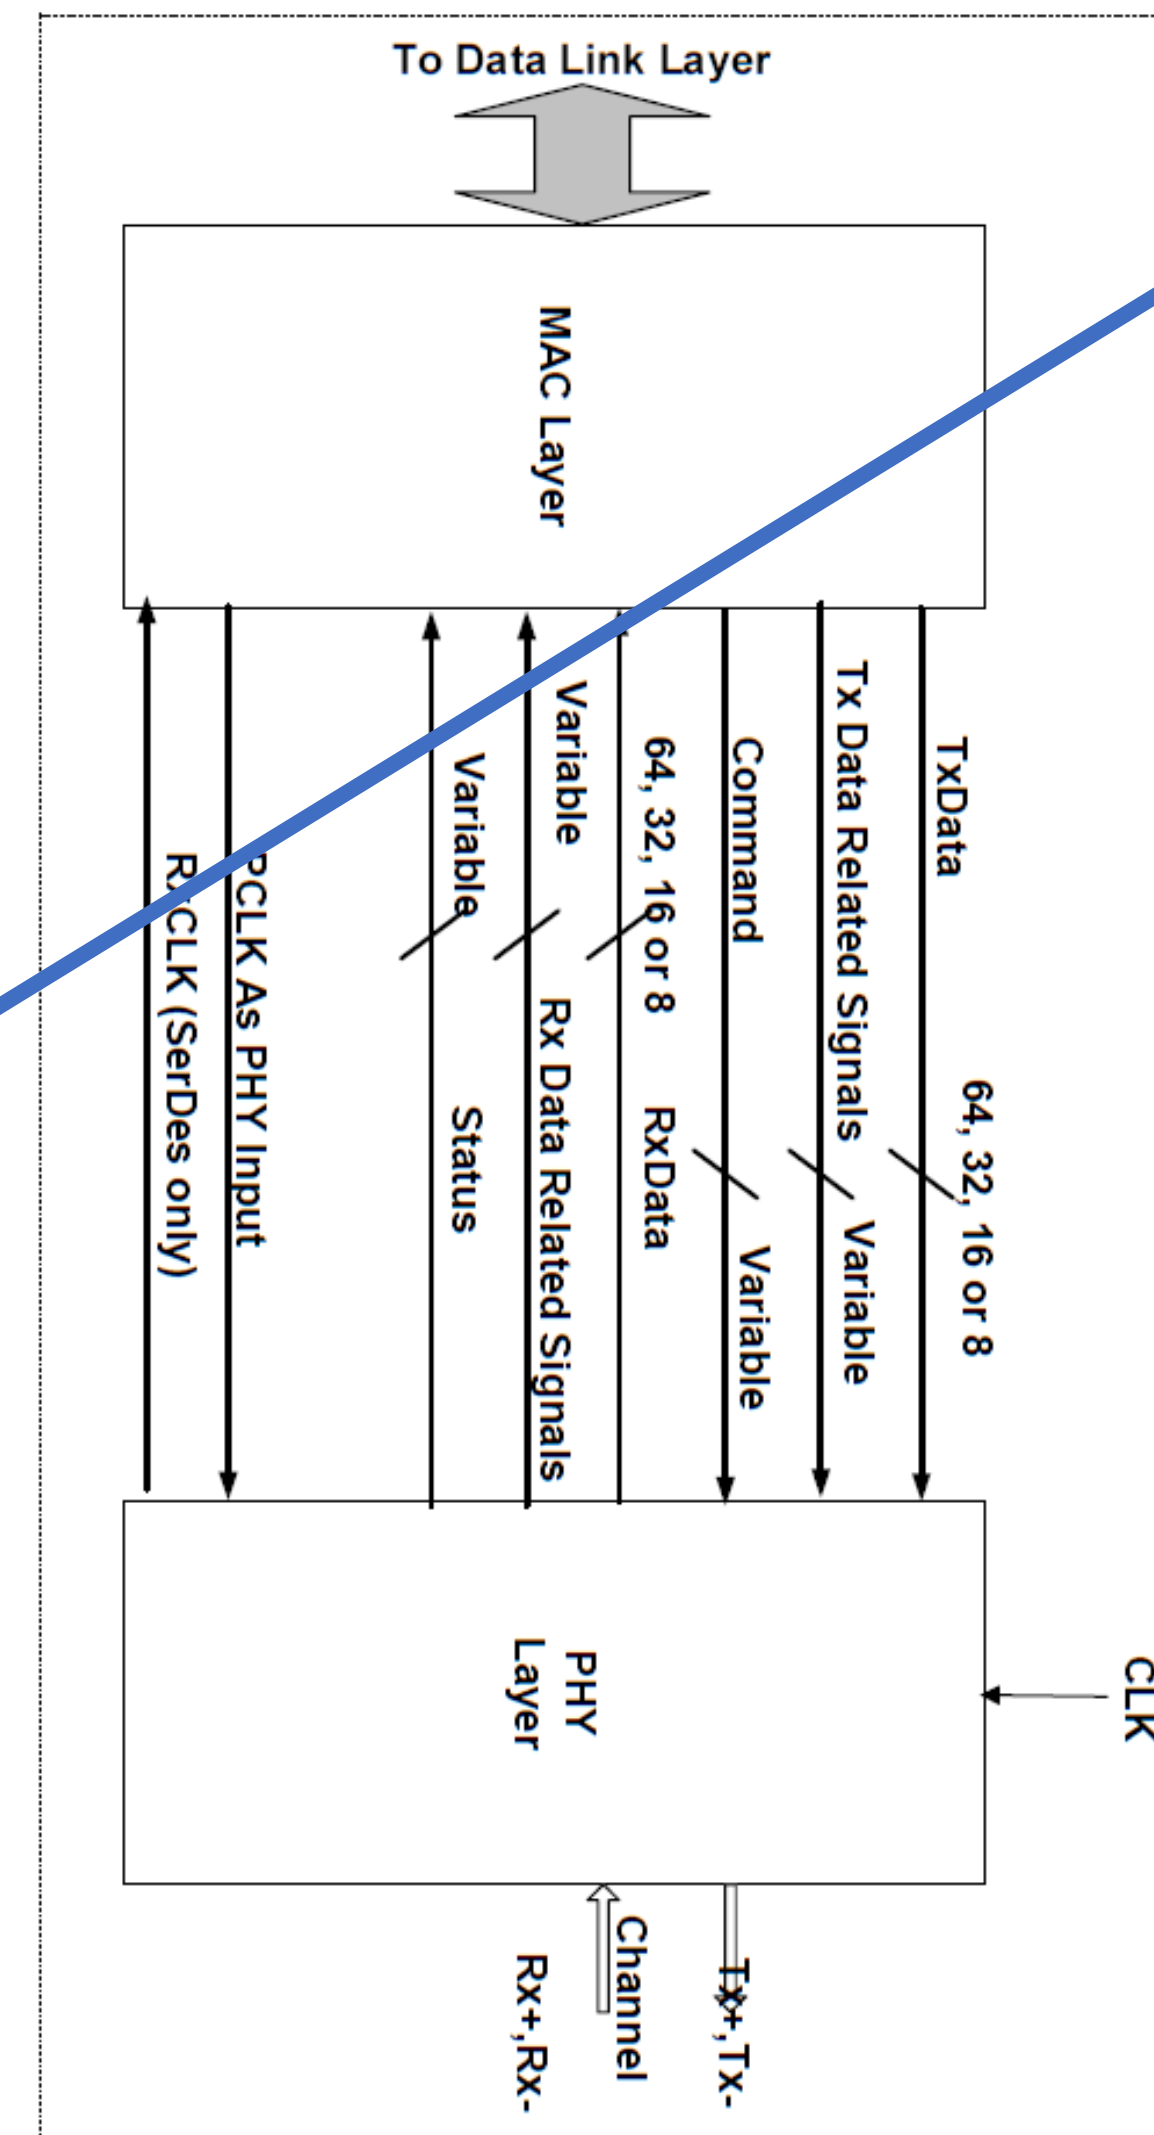 To Data Link Layer
MAC Layer
TxData
64, 32, 16 or 8
Tx Data Related Signals
Variable
Command
Variable
64, 32, 16 or 8
RxData
Variable
Rx Data Related Signals
Variable
Status
PCLK As PHY Input
RxCLK (SerDes only)
PHY
Layer
CLK
Tx+,Tx-
Channel
Rx+,Rx-